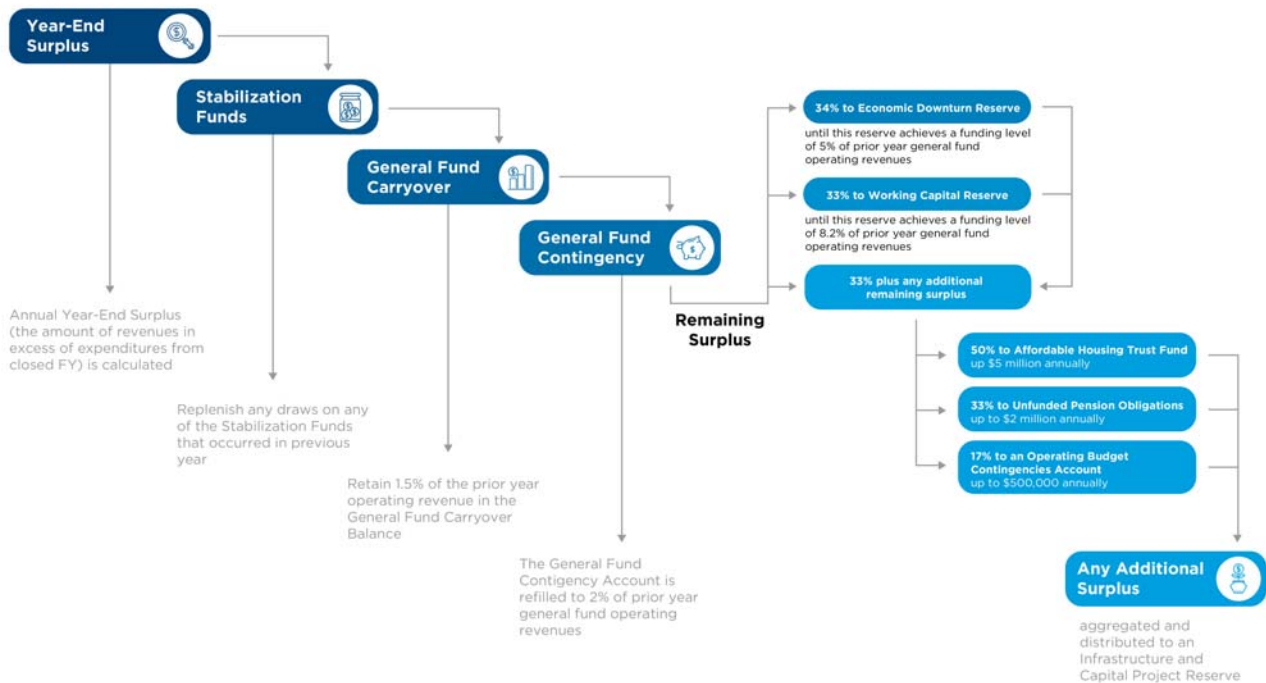 Year-End
Surplus
Stabilization
Funds
General Fund
Carryover
General Fund
Contingency
Annual Year-End Surplus
(the amount of revenues in
excess of expenditures from
closed FY) is calculated
Replenish any draws on any
of the Stabilization Funds
that occurred in previous
year
Retain 1.5% of the prior year
operating revenue in the
General Fund Carryover
Balance
The General Fund
Contigency Account is
refilled to 2% of prior year
general fund operating
revenues
Remaining
Surplus
34% to Economic Downturn Reserve
until this reserve achieves a funding level
of 5% of prior year general fund
operating revenues
33% to Working Capital Reserve
until this reserve achieves a funding level
of 8.2% of prior year general fund
operating revenues
33% plus any additional
remaining surplus
50% to Affordable Housing Trust Fund
up $5 million annually
33% to Unfunded Pension Obligations
up to $2 million annually
17% to an Operating Budget
Contingencies Account
up to $500,000 annually
Any Additional
Surplus
aggregated and
distributed to an
Infrastructure and
Capital Project Reserve